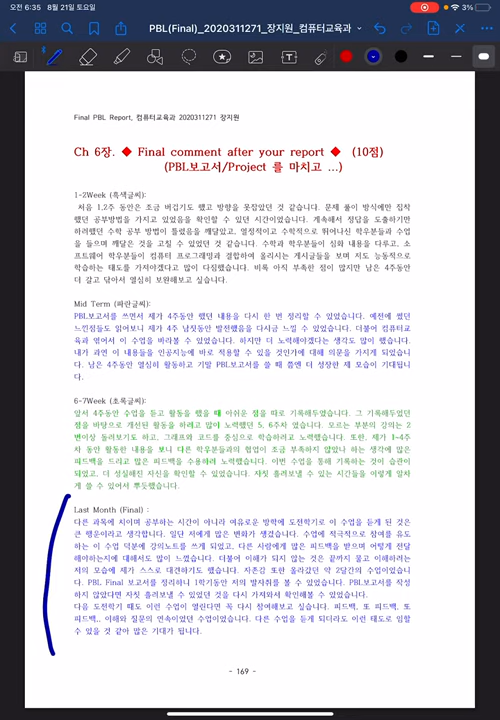 오전 6:35 8월 21일 토요일
3%
PBL(Final)_2020311271_장지원_컴퓨터교육과
Final PBL Report, 컴퓨터교육과 2020311271 장지원
Ch 6장. ◆ Final comment after your report ◆ (10점)
(PBL보고서/Project 를 마치고 ...)
1-2Week (흑색글씨):
처음 1,2주 동안은 조금 버겁기도 했고 방향을 못잡았던 것 같습니다. 문제 풀이 방식에만 집착
했던 공부방법을 가지고 있었음을 확인할 수 있던 시간이었습니다. 계속해서 정답을 도출하기만
하려했던 수학 공부 방법이 틀렸음을 깨달았고, 열정적이고 수학적으로 뛰어나신 학우분들과 수업
을 들으며 깨달은 것을 고칠 수 있었던 것 같습니다. 수학과 학우분들이 심화 내용을 다루고, 소
프트웨어 학우분들이 컴퓨터 프로그래밍과 결합하여 올리시는 게시글들을 보며 저도 능동적으로
학습하는 태도를 가져야겠다고 많이 다짐했습니다. 비록 아직 부족한 점이 많지만 남은 4주동안
더 갈고 닦아서 열심히 보완해보고 싶습니다.
Mid Term (파란글씨):
PBL보고서를 쓰면서 제가 4주동안 했던 내용을 다시 한 번 정리할 수 있었습니다. 예전에 썼던
느낀점들도 읽어보니 제가 4주 남짓동안 발전했음을 다시금 느낄 수 있었습니다. 더불어 컴퓨터교
육과 엮어서 이 수업을 바라볼 수 있었습니다. 하지만 더 노력해야겠다는 생각도 많이 했습니다.
내가 과연 이 내용들을 인공지능에 바로 적용할 수 있을 것인가에 대해 의문을 가지게 되었습니
다. 남은 4주동안 열심히 활동하고 기말 PBL보고서를 쓸 때 쯤엔 더 성장한 제 모습이 기대됩니
다.
6-7Week (초록글씨):
앞서 4주동안 수업을 듣고 활동을 했을 때 아쉬운 점을 따로 기록해두었습니다. 그 기록해두었던
점을 바탕으로 개선된 활동을 하려고 많이 노력했던 5, 6주차 였습니다. 모르는 부분의 강의는 2
번이상 돌려보기도 하고, 그래프와 코드를 중심으로 학습하려고 노력했습니다. 또한, 제가 1~4주
차 동안 활동한 내용을 보니 다른 학우분들과의 협업이 조금 부족하지 않았나 하는 생각에 많은
피드백을 드리고 많은 피드백을 수용하려 노력했습니다. 이번 수업을 통해 기록하는 것이 습관이
되었고, 더 성실해진 자신을 확인할 수 있었습니다. 자칫 흘려보낼 수 있는 시간들을 이렇게 알차
게 쓸 수 있어서 뿌듯했습니다.
Last Month (Final) :
다른 과목에 치이며 공부하는 시간이 아니라 여유로운 방학에 도전학기로 이 수업을 듣게 된 것은
큰 행운이라고 생각합니다. 일단 저에게 많은 변화가 생겼습니다. 수업에 적극적으로 참여를 유도
하는 이 수업 덕분에 강의노트를 쓰게 되었고, 다른 사람에게 많은 피드백을 받으며 어떻게 전달
해야하는지에 대해서도 많이 느꼈습니다. 더불어 이해가 되지 않는 것은 끝까지 물고 이해하려는
저의 모습에 제가 스스로 대견하기도 했습니다. 자존감 또한 올라갔던 약 2달간의 수업이었습니
다. PBL Final 보고서를 정리하니 1학기동안 저의 발자취를 볼 수 있었습니다. PBL보고서를 작성
하지 않았다면 자칫 흘려보낼 수 있었던 것을 다시 가져와서 확인해볼 수 있었습니다.
다음 도전학기 때도 이런 수업이 열린다면 꼭 다시 참여해보고 싶습니다. 피드백, 또 피드백, 또
피드백.. 이해와 질문의 연속이었던 수업이었습니다. 다른 수업을 듣게 되더라도 이런 태도로 임할
수 있을 것 같아 많은 기대가 됩니다.
- 169 -